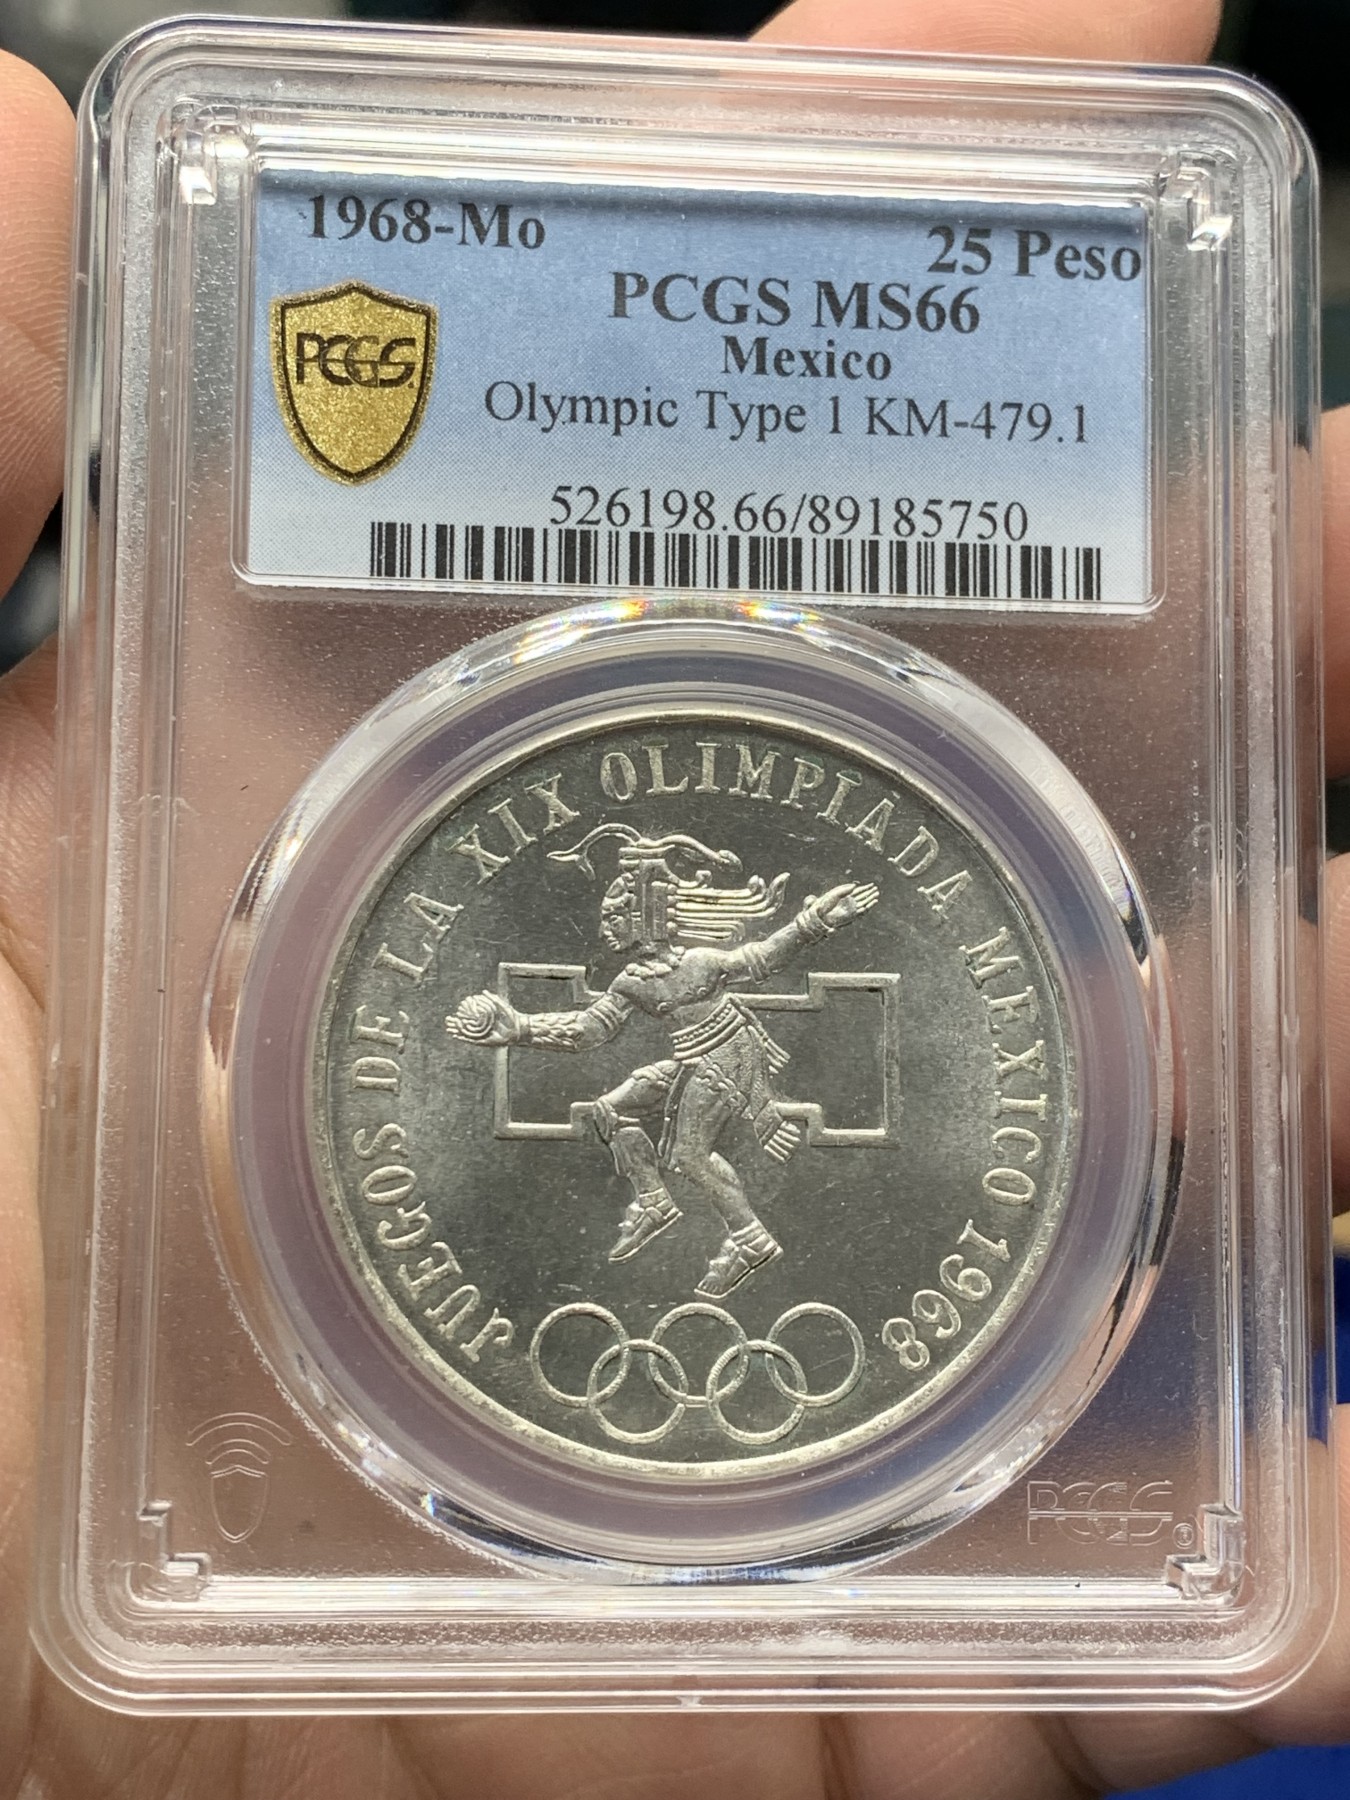 1968-Mo
25 Peso
PCGS MS66
Mexico
PCGS.
Olympic Type 1 KM-479.1
526198.66/89185750
JUEGOS DE LA XIX OLIMPIADA MEXICO 1968
PCGS®